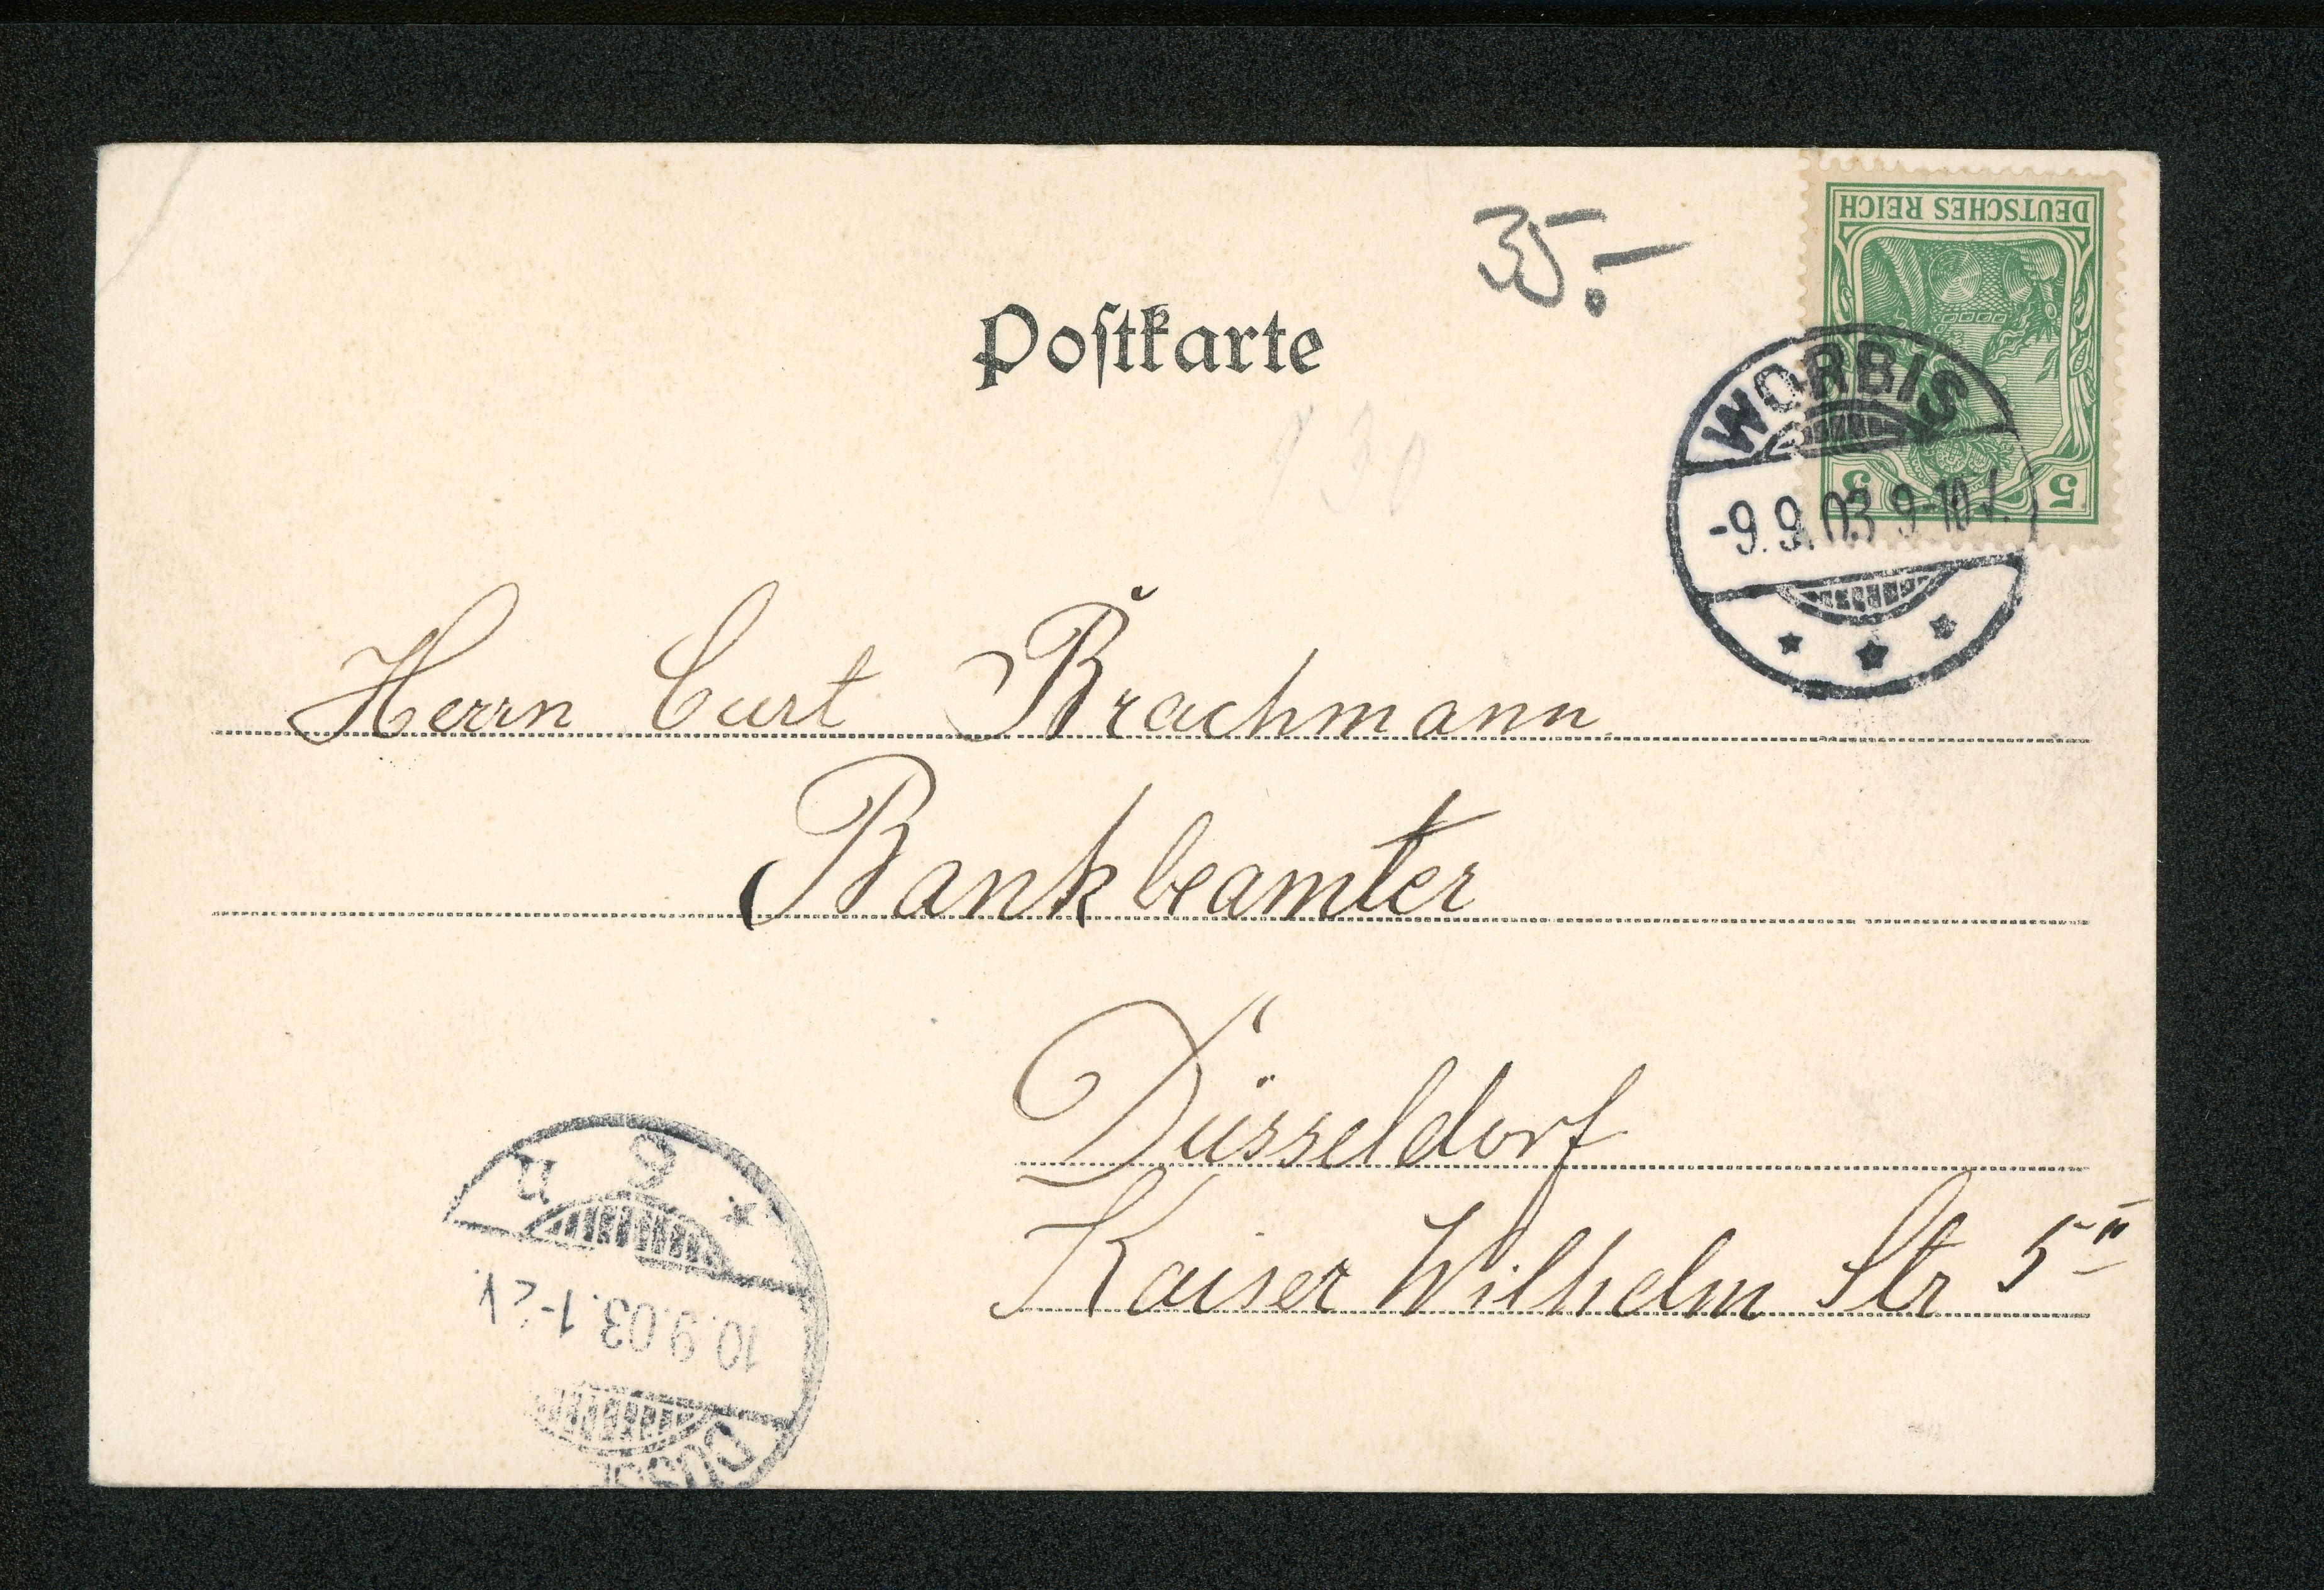 35.-
DEUTSCHES REICH
5 5
Postkarte
WORBIS
-9.9.03 9-10 V.
Herrn Curt Brachmann
Bankbeamter
Düsseldorf
Kaiser Wilhelm Str 5 II
10.9.03. 1-2 V.